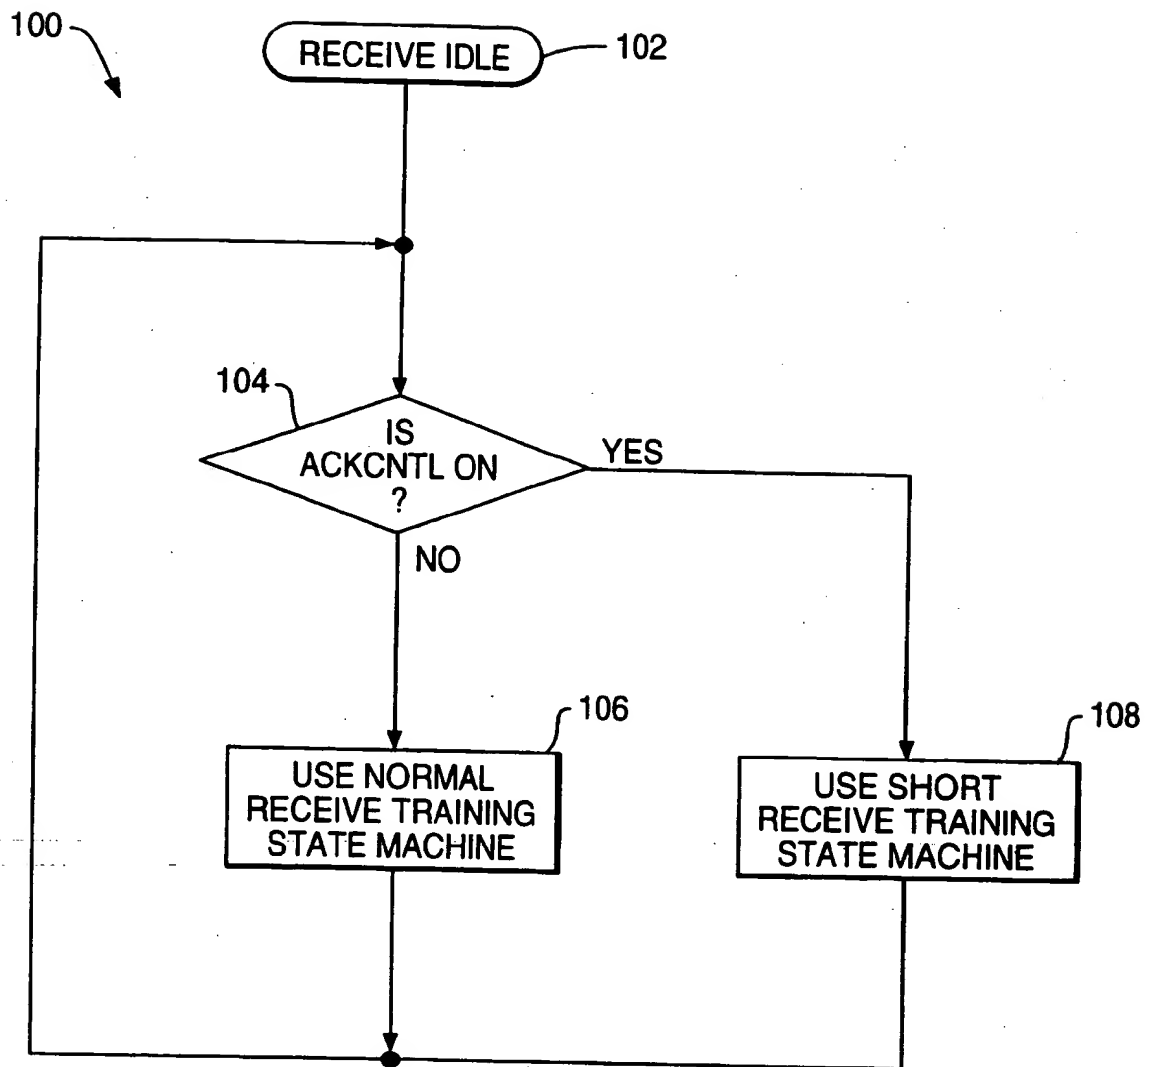 100
RECEIVE IDLE
102
104
IS
ACKCNTL ON
?
YES
NO
106
108
USE NORMAL
RECEIVE TRAINING
STATE MACHINE
USE SHORT
RECEIVE TRAINING
STATE MACHINE